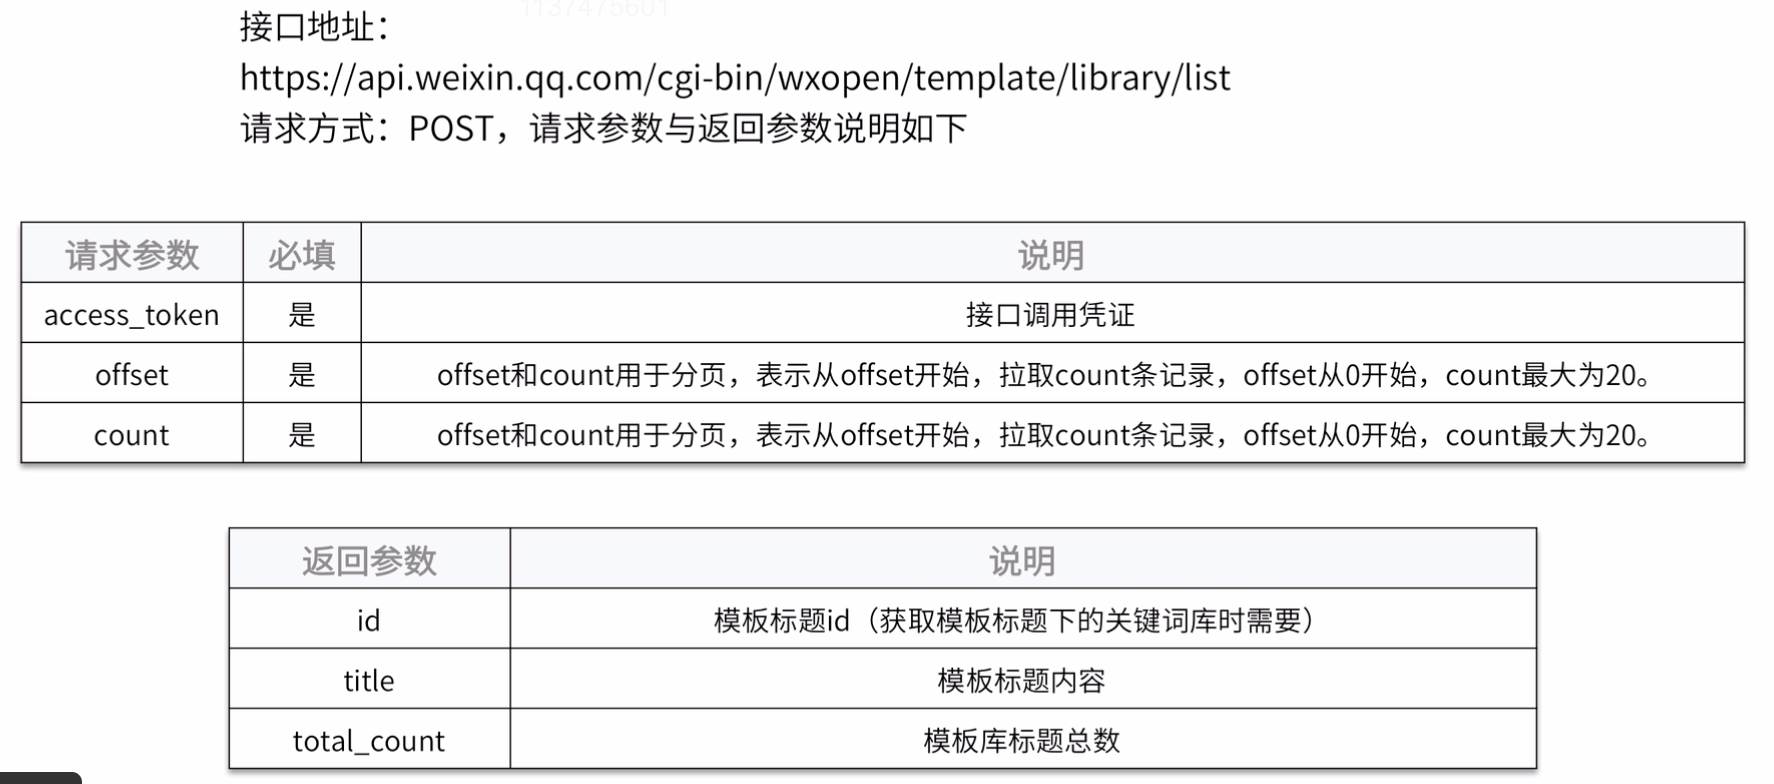 1137475601
接口地址：
https://api.weixin.qq.com/cgi-bin/wxopen/template/library/list
请求方式：POST，请求参数与返回参数说明如下
请求参数 必填 说明
access_token 是 接口调用凭证
offset 是 offset和count用于分页，表示从offset开始，拉取count条记录，offset从0开始，count最大为20。
count 是 offset和count用于分页，表示从offset开始，拉取count条记录，offset从0开始，count最大为20。
返回参数 说明
id 模板标题id（获取模板标题下的关键词库时需要）
title 模板标题内容
total_count 模板库标题总数